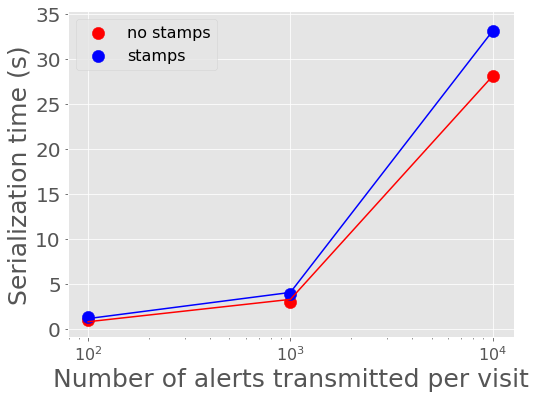 no stamps
stamps
Serialization time (s)
35
30
25
20
15
10
5
0
10² 10³ 10⁴
Number of alerts transmitted per visit